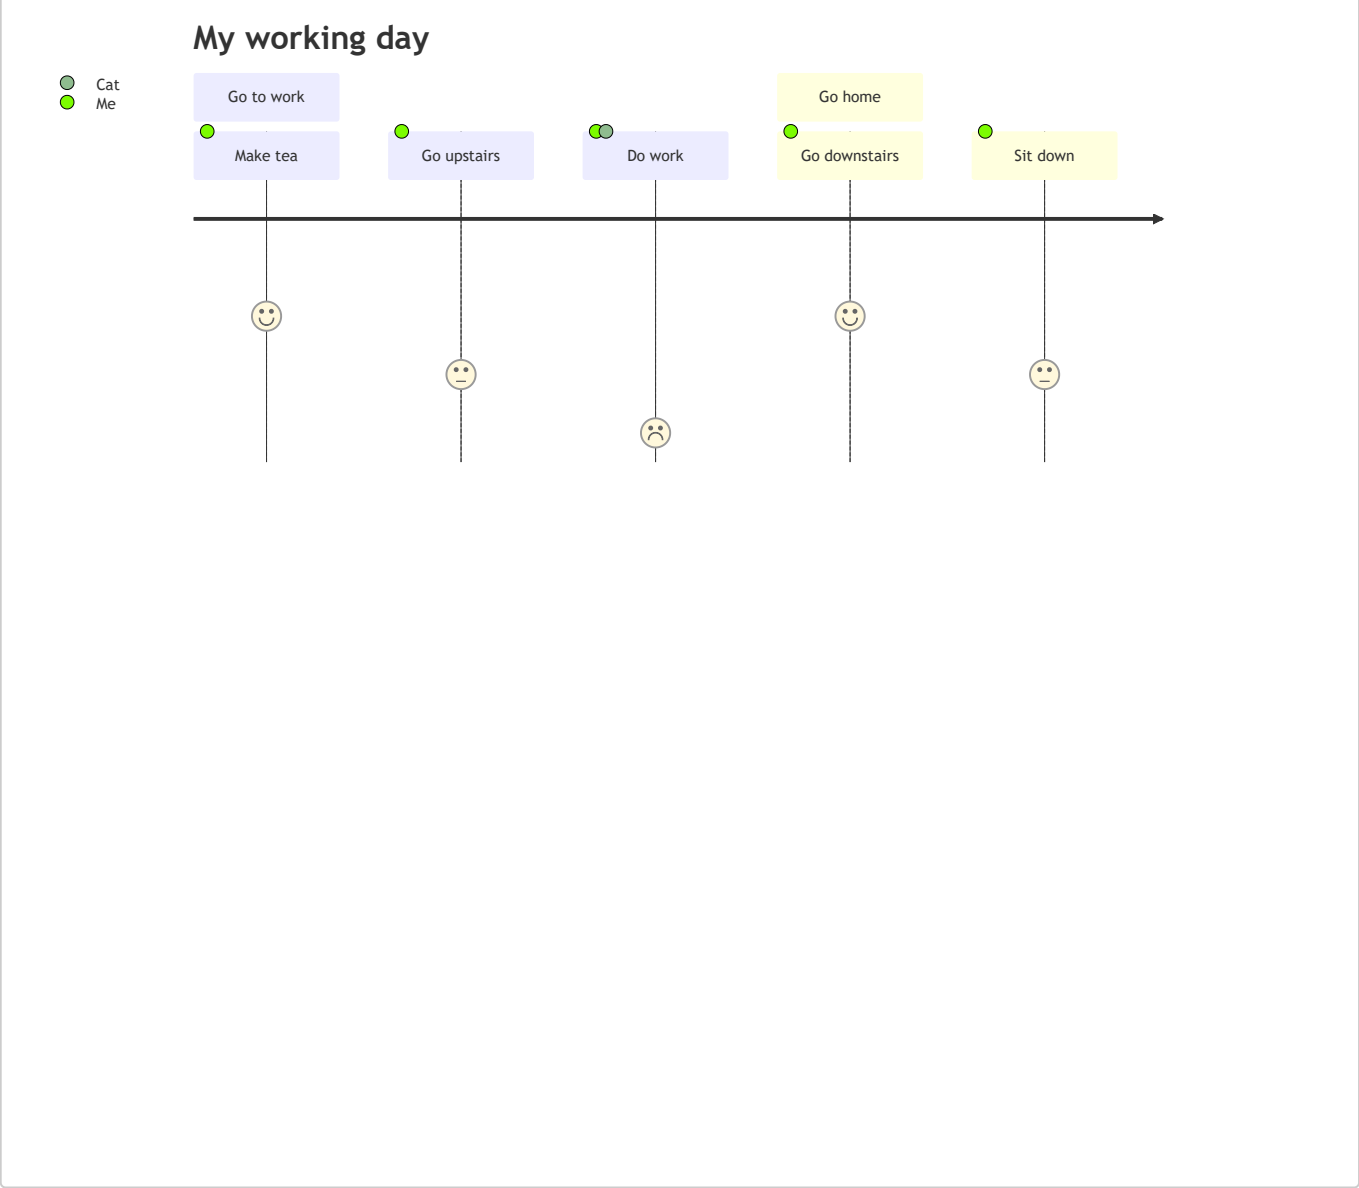 My working day
Cat
Me
Go to work
Go home
Make tea
Go upstairs
Do work
Go downstairs
Sit down